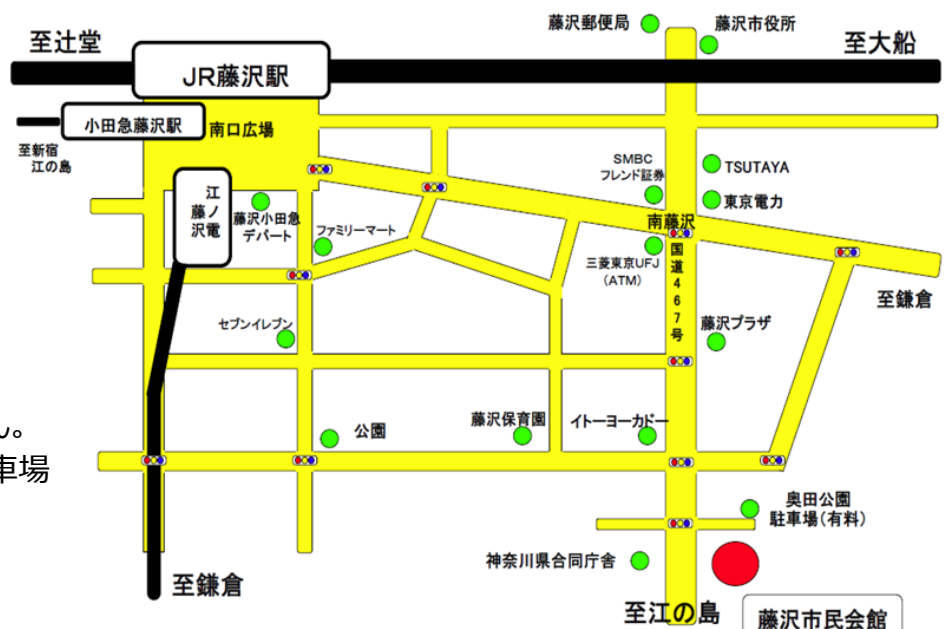 藤沢郵便局
藤沢市役所
至辻堂
至大船
JR藤沢駅
小田急藤沢駅
南口広場
至新宿
江の島
SMBC
フレンド証券
TSUTAYA
東京電力
江ノ電
藤沢
藤沢小田急
デパート
ファミリーマート
南藤沢
三菱東京UFJ
(ATM)
国道467号
至鎌倉
セブンイレブン
藤沢プラザ
ん。
車場
公園
藤沢保育園
イトーヨーカドー
奥田公園
駐車場(有料)
神奈川県合同庁舎
至鎌倉
至江の島
藤沢市民会館